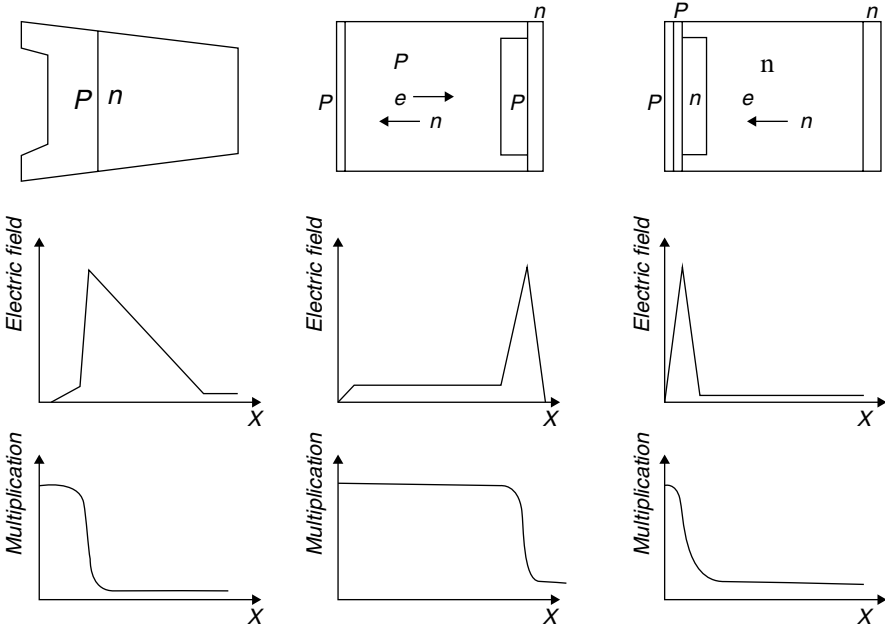 P n
n
P
P
e
n
P
P
n
n
P
n
e
n
Electric field
X
Electric field
X
Electric field
X
Multiplication
X
Multiplication
X
Multiplication
X